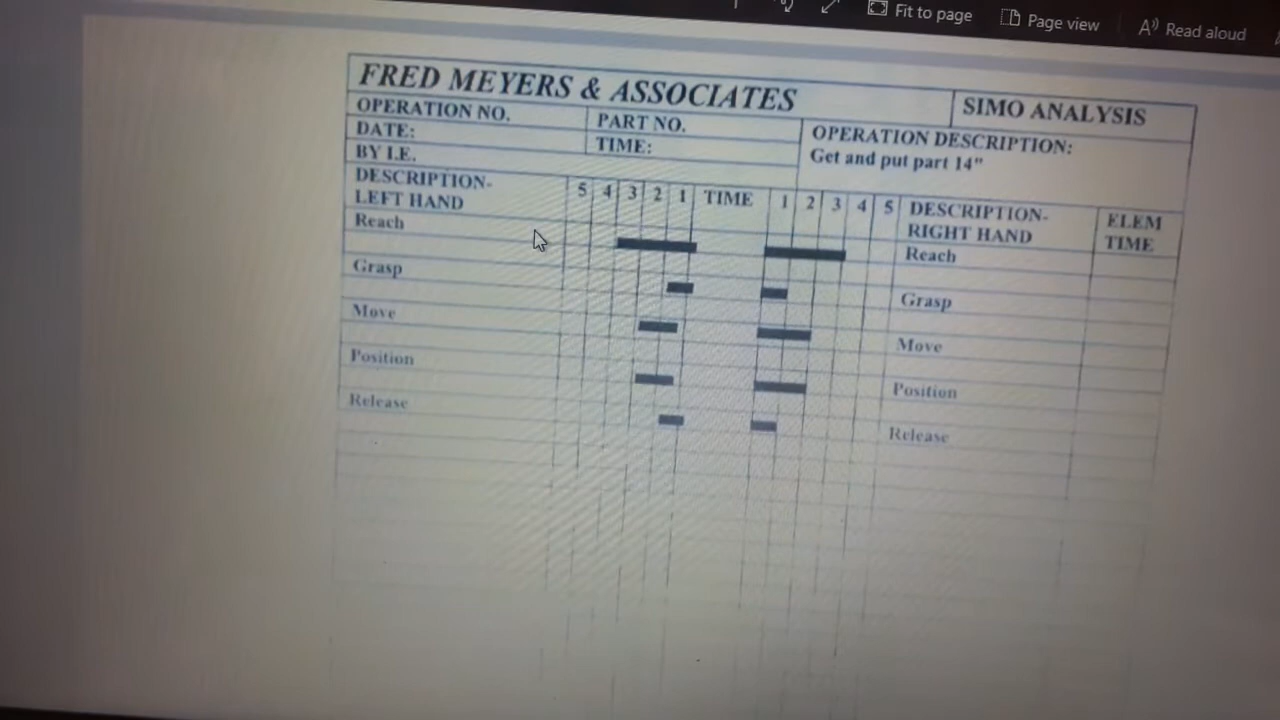 Fit to page Page view Read aloud
FRED MEYERS & ASSOCIATES SIMO ANALYSIS
OPERATION NO. PART NO. OPERATION DESCRIPTION:
DATE: TIME: Get and put part 14"
BY I.E.
DESCRIPTION- 5 4 3 2 1 TIME 1 2 3 4 5 DESCRIPTION- ELEM
LEFT HAND RIGHT HAND TIME
Reach Reach
Grasp Grasp
Move Move
Position Position
Release Release